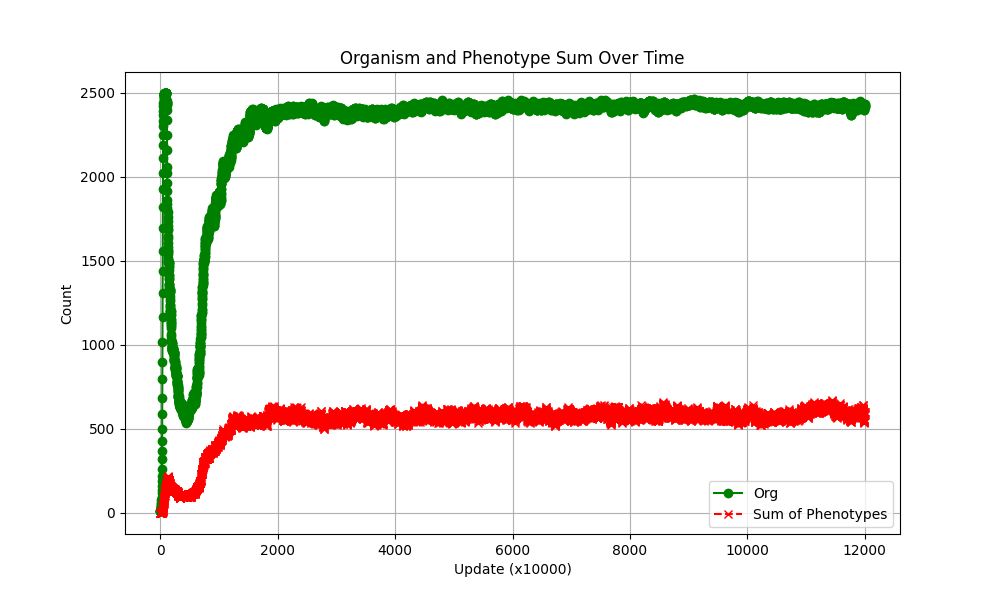 Organism and Phenotype Sum Over Time
2500
2000
1500
1000
500
0
Count
0 2000 4000 6000 8000 10000 12000
Update (x10000)
Org
Sum of Phenotypes